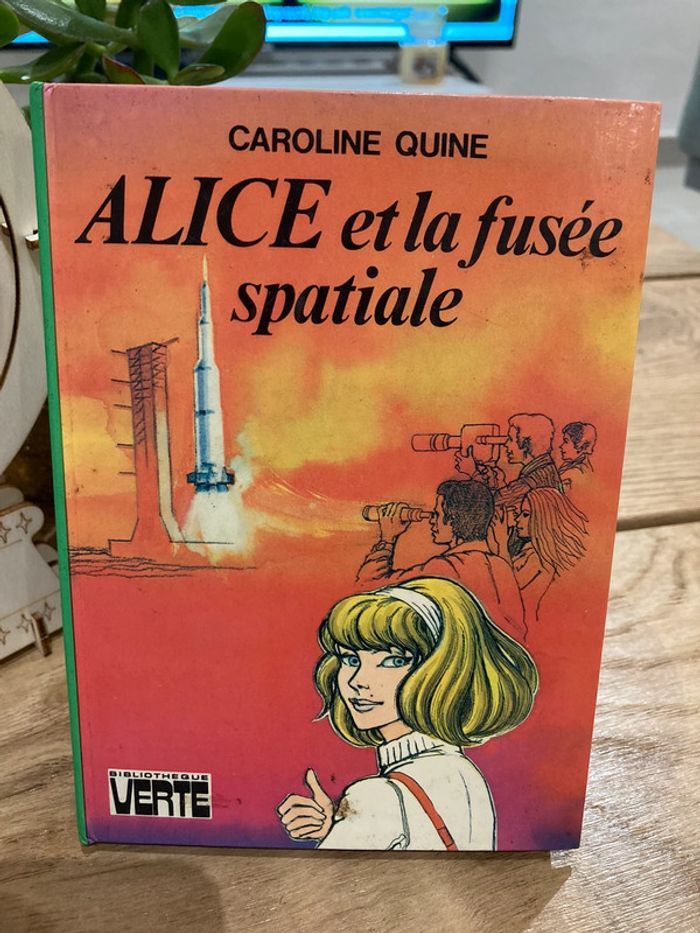 CAROLINE QUINE
ALICE et la fusée
spatiale
BIBLIOTHEQUE
VERTE